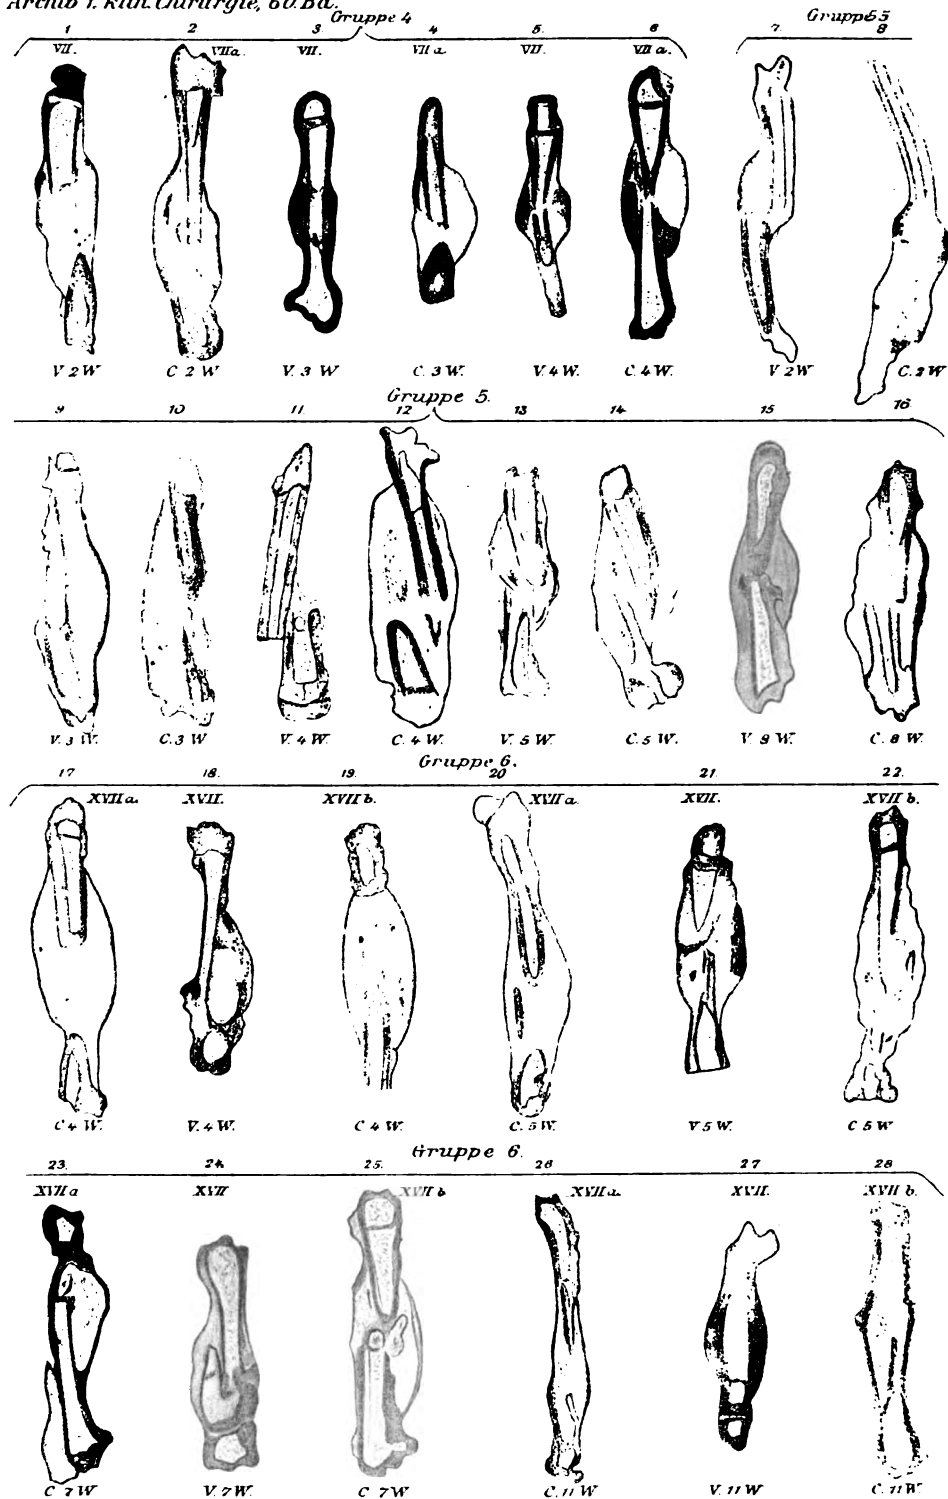 Archiv f. klin. Chirurgie, 60. Bd.
Gruppe 4 Gruppe 5
1 2 3. 4 5. 6 7. 8
VII. VIIa. VII. VIIa VII. VIIa.
V 2 W C 2 W V. 3 W C. 3 W. V. 4 W. C. 4 W. V 2 W C. 2 W
Gruppe 5.
9 10 11 12 13 14 15 16
V. 3 W. C. 3 W V. 4 W. C. 4 W. V. 5 W. C. 5 W. V. 8 W. C. 8 W.
Gruppe 6.
17 18. 19. 20 21. 22.
XVII a. XVII. XVII b. XVII a XVII. XVII b.
C 4 W. V. 4 W. C 4 W. C. 5 W. V 5 W. C 5 W
Gruppe 6.
23. 24. 25. 26 27 28
XVII a XVII XVII b XVII a. XVII. XVII b.
C 7 W V. 7 W. C 7 W C. 11 W V. 11 W C. 11 W.